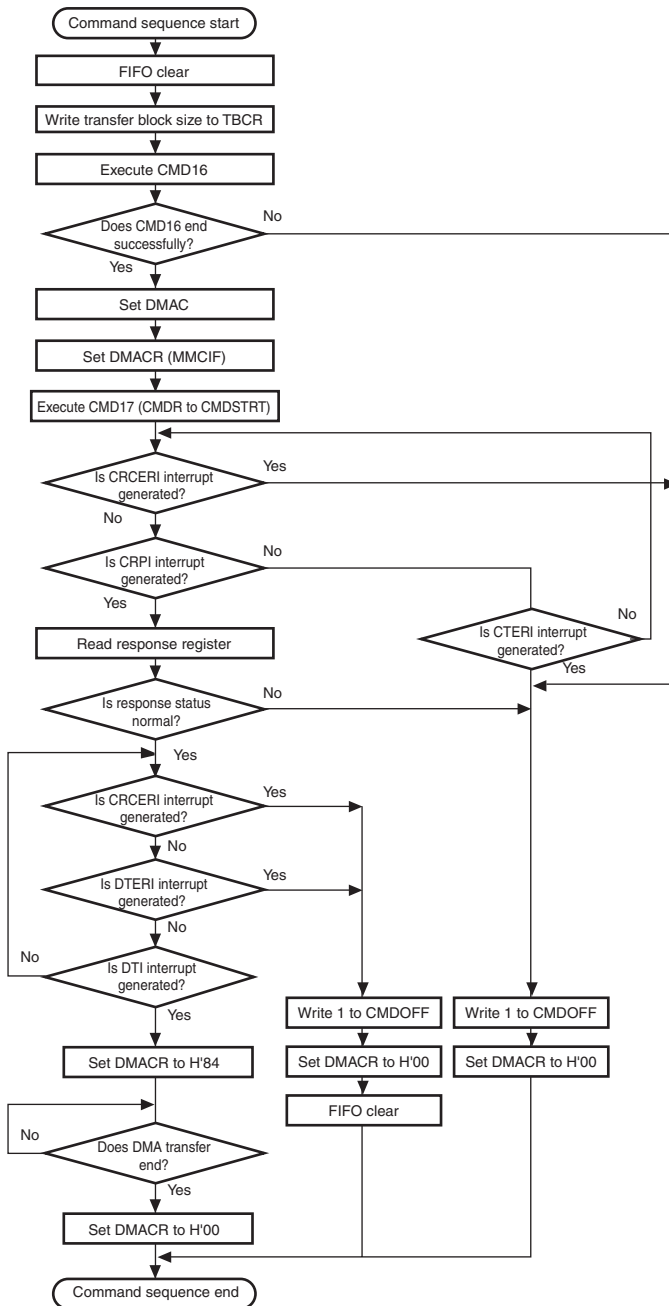 Command sequence start
FIFO clear
Write transfer block size to TBCR
Execute CMD16
No
Does CMD16 end
successfully?
Yes
Set DMAC
Set DMACR (MMCIF)
Execute CMD17 (CMDR to CMDSTRT)
Yes
Is CRCERI interrupt
generated?
No
No
Is CRPI interrupt
generated?
Yes
No
Read response register
Is CTERI interrupt
generated?
Yes
No
Is response status
normal?
Yes
Yes
Is CRCERI interrupt
generated?
No
Yes
Is DTERI interrupt
generated?
No
No
Is DTI interrupt
generated?
Yes
Write 1 to CMDOFF
Write 1 to CMDOFF
Set DMACR to H'84
Set DMACR to H'00
Set DMACR to H'00
FIFO clear
No
Does DMA transfer
end?
Yes
Set DMACR to H'00
Command sequence end